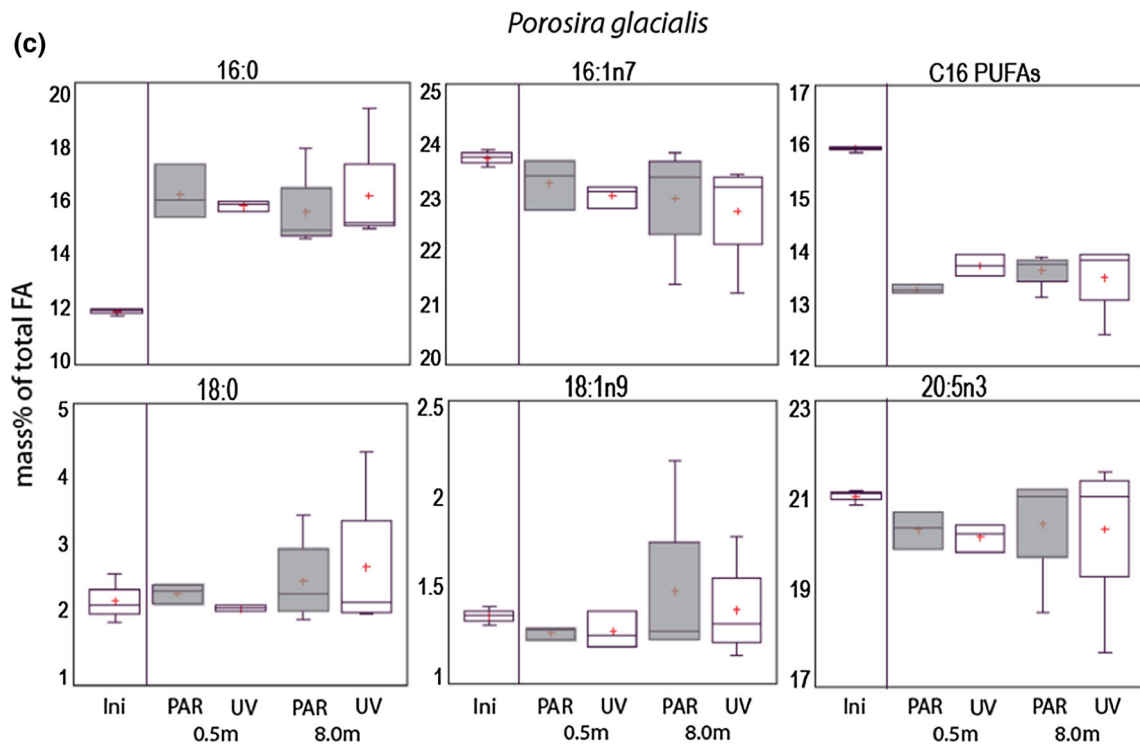 Porosira glacialis
(c)
16:0 16:1n7 C16 PUFAs
20 25 17
18 24 16
16 23 15
14 22 14
12 21 13
10 20 12
mass% of total FA
18:0 18:1n9 20:5n3
5 2.5 23
4 2 21
3 1.5 19
2 1 17
1
Ini PAR UV PAR UV Ini PAR UV PAR UV Ini PAR UV PAR UV
0.5m 8.0m 0.5m 8.0m 0.5m 8.0m